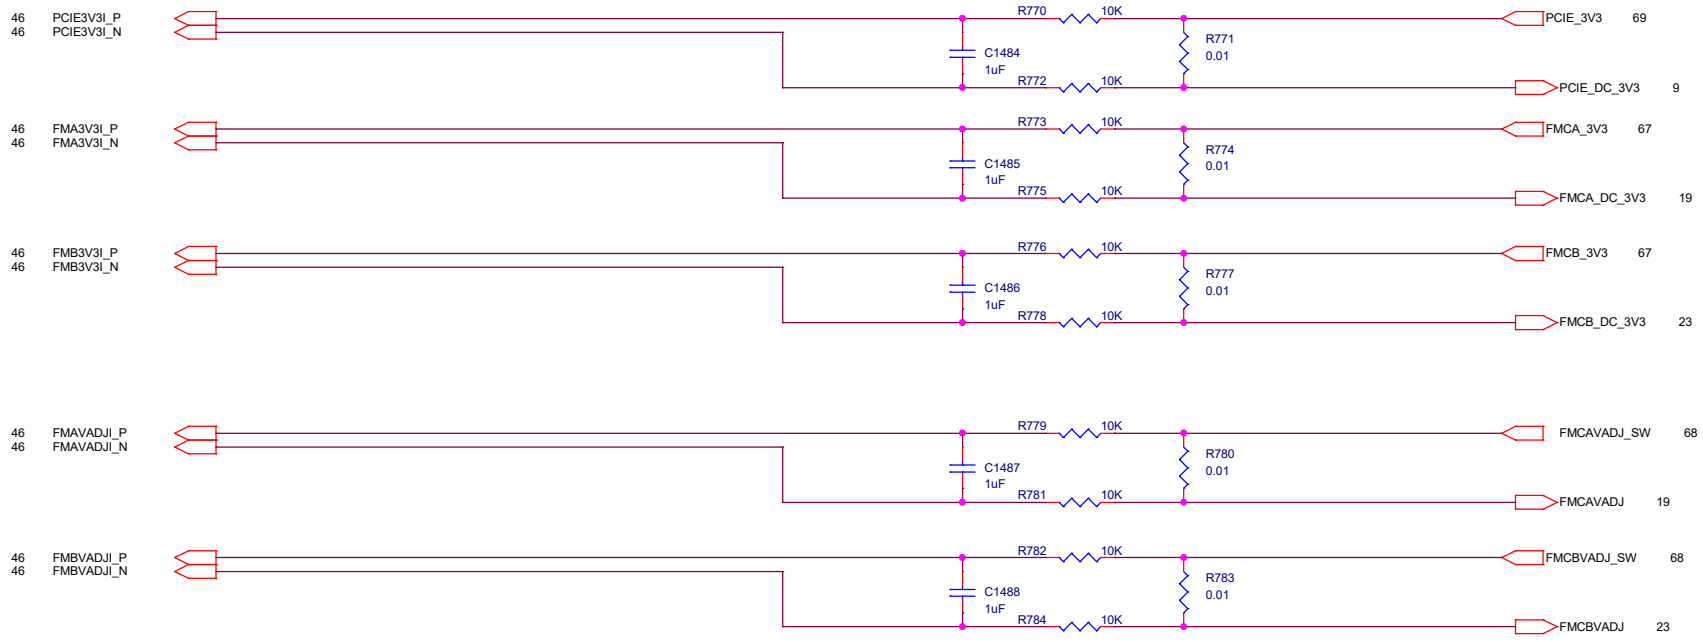 46 PCIE3V3I_P R770 10K PCIE_3V3 69
46 PCIE3V3I_N
R771
0.01
C1484
1uF
R772 10K PCIE_DC_3V3 9
46 FMA3V3I_P R773 10K FMCA_3V3 67
46 FMA3V3I_N
R774
0.01
C1485
1uF
R775 10K FMCA_DC_3V3 19
46 FMB3V3I_P R776 10K FMCB_3V3 67
46 FMB3V3I_N
R777
0.01
C1486
1uF
R778 10K FMCB_DC_3V3 23
46 FMAVADJI_P R779 10K FMCAVADJ_SW 68
46 FMAVADJI_N
R780
0.01
C1487
1uF
R781 10K FMCAVADJ 19
46 FMBVADJI_P R782 10K FMCBVADJ_SW 68
46 FMBVADJI_N
R783
0.01
C1488
1uF
R784 10K FMCBVADJ 23